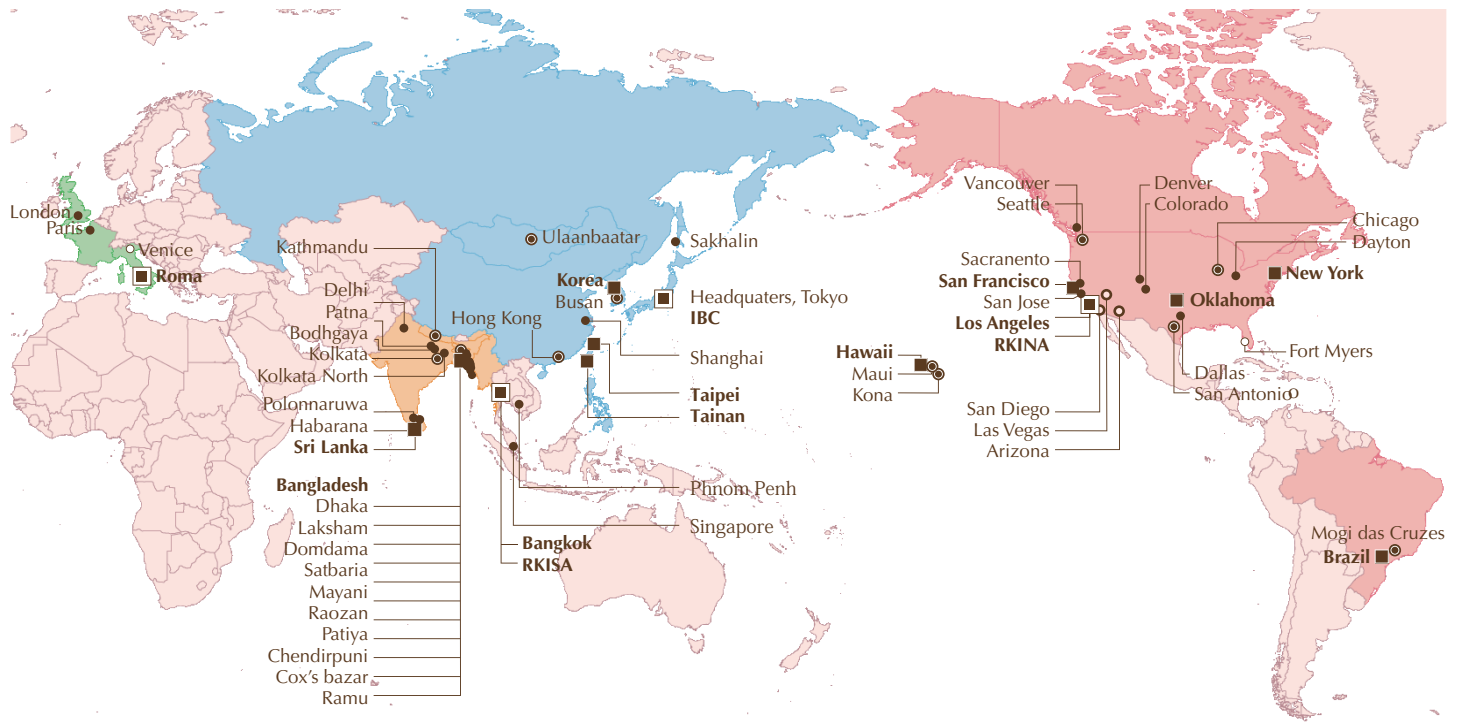 London
Paris
Venice
Roma
Kathmandu
Delhi
Patna
Bodhgaya
Kolkata
Kolkata North
Polonnaruwa
Habarana
Sri Lanka
Bangladesh
Dhaka
Laksham
Domdama
Satbaria
Mayani
Raozan
Patiya
Chendirpuni
Cox's bazar
Ramu
Ulaanbaatar
Sakhalin
Korea
Busan
Headquaters, Tokyo
IBC
Hong Kong
Shanghai
Taipei
Tainan
Phnom Penh
Singapore
Bangkok
RKISA
Hawaii
Maui
Kona
Vancouver
Seattle
Sacranento
San Francisco
San Jose
Los Angeles
RKINA
San Diego
Las Vegas
Arizona
Denver
Colorado
Chicago
Dayton
New York
Oklahoma
Fort Myers
Dallas
San Antonio
Mogi das Cruzes
Brazil